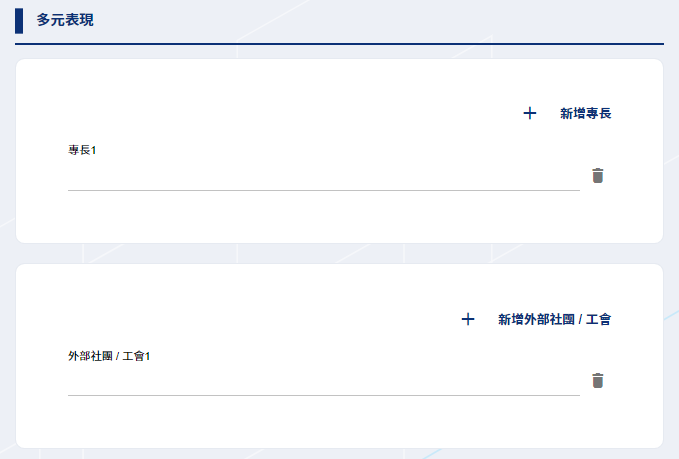 多元表現
新增專長
專長1
新增外部社團 / 工會
外部社團 / 工會1